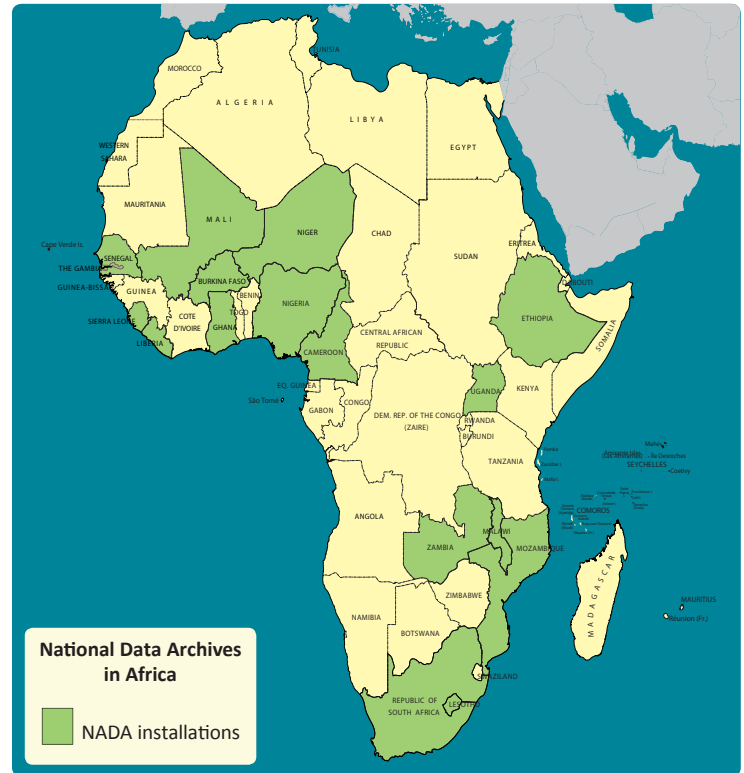 TUNISIA
MOROCCO
A L G E R I A
L I B Y A
EGYPT
WESTERN
SAHARA
MAURITANIA
M A L I
NIGER
CHAD
SUDAN
ERITREA
Cape Verde Is.
SENEGAL
THE GAMBIA
GUINEA-BISSAU
GUINEA
BURKINA FASO
BENIN
NIGERIA
DJIBOUTI
ETHIOPIA
SOMALIA
SIERRA LEONE
COTE
D'IVOIRE
GHANA
TOGO
LIBERIA
CAMEROON
CENTRAL AFRICAN
REPUBLIC
EQ. GUINEA
São Tomé
GABON
CONGO
DEM. REP. OF THE CONGO
(ZAIRE)
UGANDA
KENYA
RWANDA
BURUNDI
TANZANIA
Mahé
Île Desroches
SEYCHELLES
COMOROS
ANGOLA
ZAMBIA
MALAWI
MOZAMBIQUE
ZIMBABWE
MADAGASCAR
MAURITIUS
Réunion (Fr.)
NAMIBIA
BOTSWANA
SWAZILAND
REPUBLIC OF
SOUTH AFRICA
LESOTHO
National Data Archives
in Africa
NADA installations